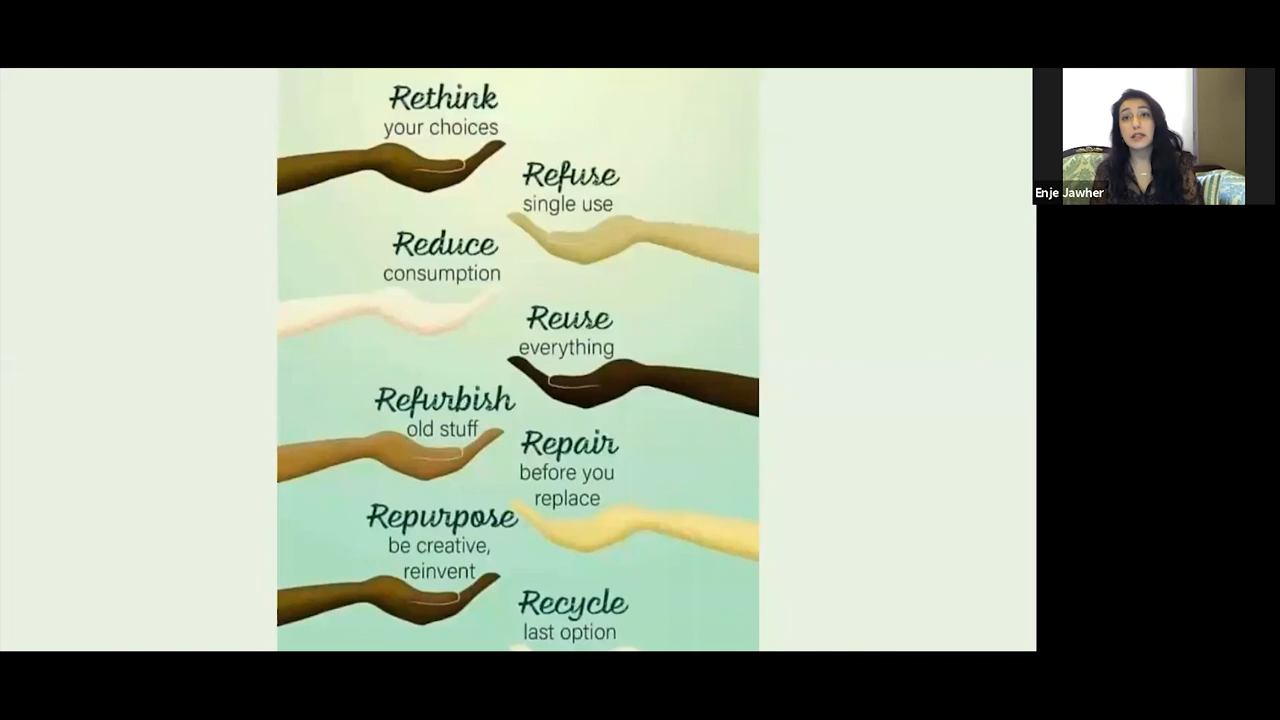 Rethink
your choices
Refuse
single use
Reduce
consumption
Reuse
everything
Refurbish
old stuff
Repair
before you
replace
Repurpose
be creative,
reinvent
Recycle
last option
Enje Jawher